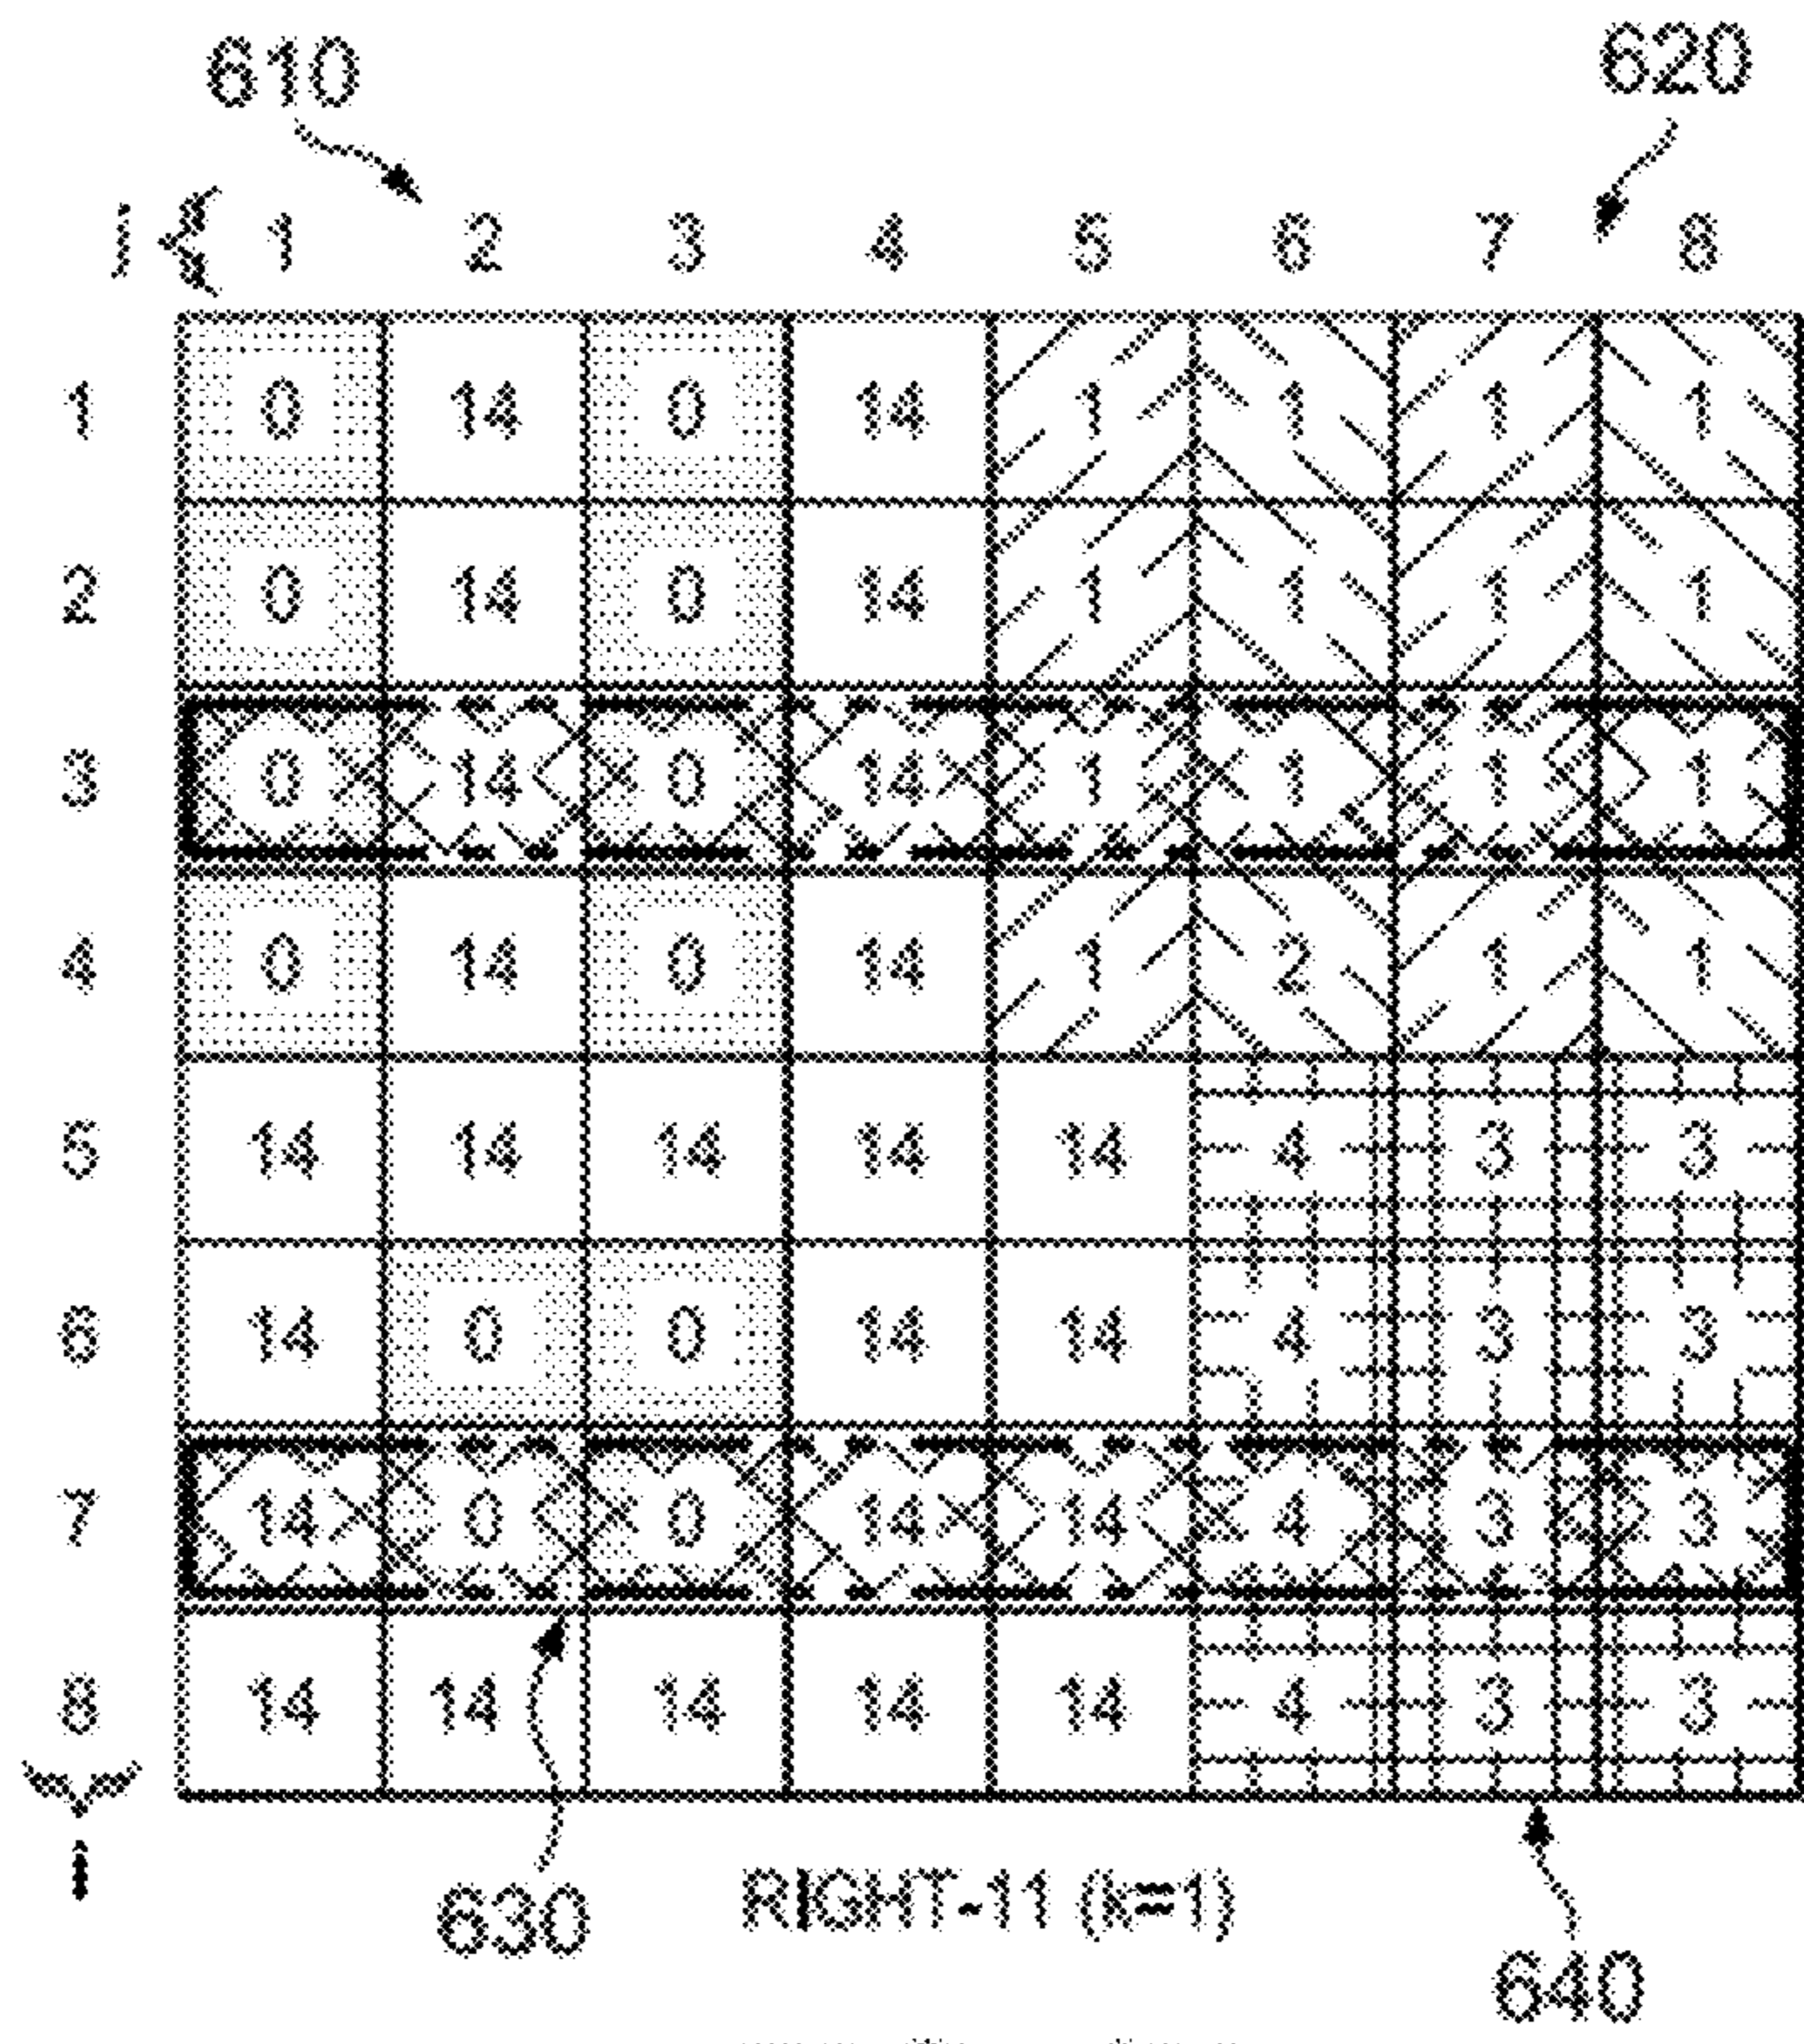 610 620
j { 1 2 3 4 5 6 7 8
1 0 14 0 14 1 1 1 1
2 0 14 0 14 1 1 1 1
3 0 14 0 14 1 1 1 1
4 0 14 0 14 1 2 1 1
5 14 14 14 14 14 4 3 3
6 14 0 0 14 14 4 3 3
7 14 0 0 14 14 4 3 3
8 14 14 14 14 14 4 3 3
i
630 RIGHT-11 (k=1)
640